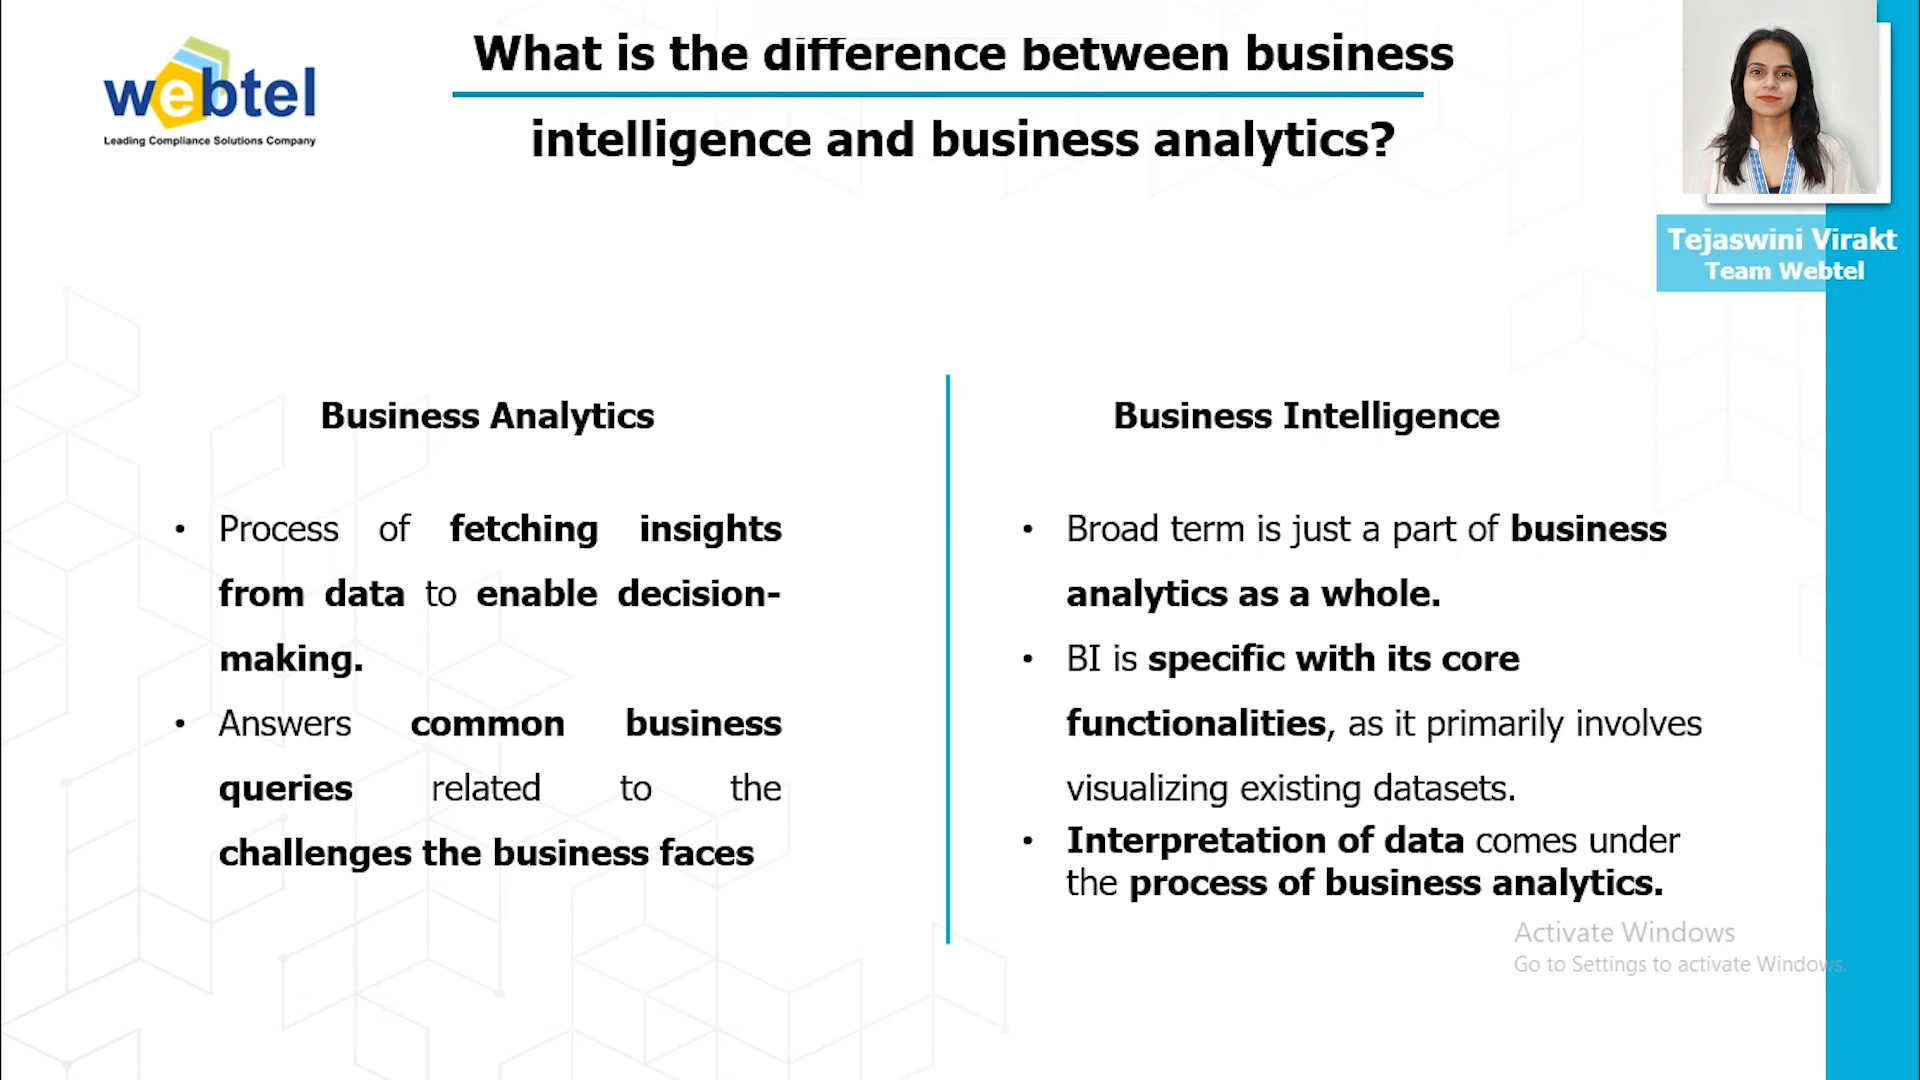 webtel
Leading Compliance Solutions Company
What is the difference between business
intelligence and business analytics?
Tejaswini Virakt
Team Webtel
Business Analytics
• Process of fetching insights
from data to enable decision-
making.
• Answers common business
queries related to the
challenges the business faces
Business Intelligence
• Broad term is just a part of business
analytics as a whole.
• BI is specific with its core
functionalities, as it primarily involves
visualizing existing datasets.
• Interpretation of data comes under
the process of business analytics.
Activate Windows
Go to Settings to activate Windows.